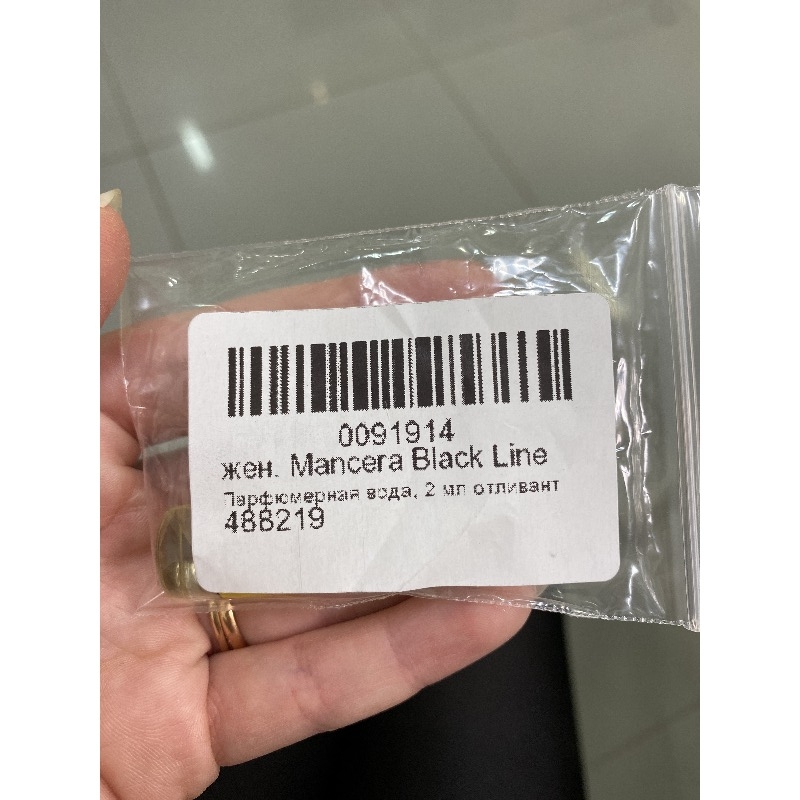 0091914
жен. Mancera Black Line
Парфюмерная вода, 2 мл отливант
488219